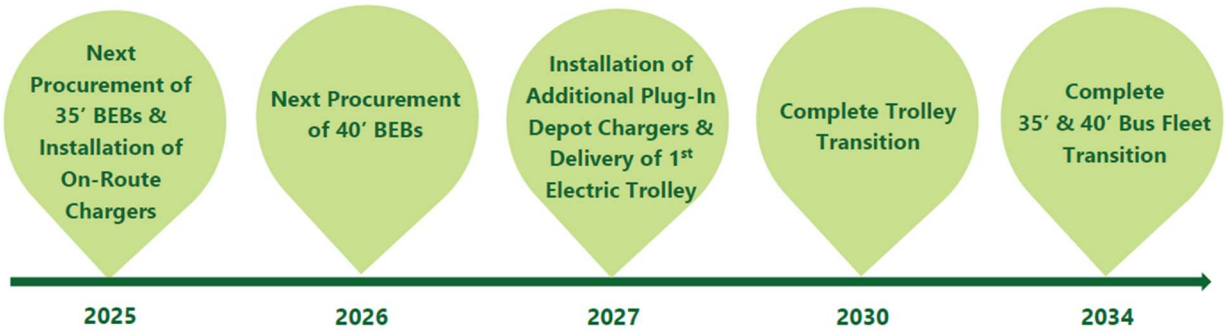 Next
Procurement of
35’ BEBs &
Installation of
On-Route
Chargers
Next Procurement
of 40’ BEBs
Installation of
Additional Plug-In
Depot Chargers &
Delivery of 1st
Electric Trolley
Complete Trolley
Transition
Complete
35’ & 40’ Bus Fleet
Transition
2025
2026
2027
2030
2034